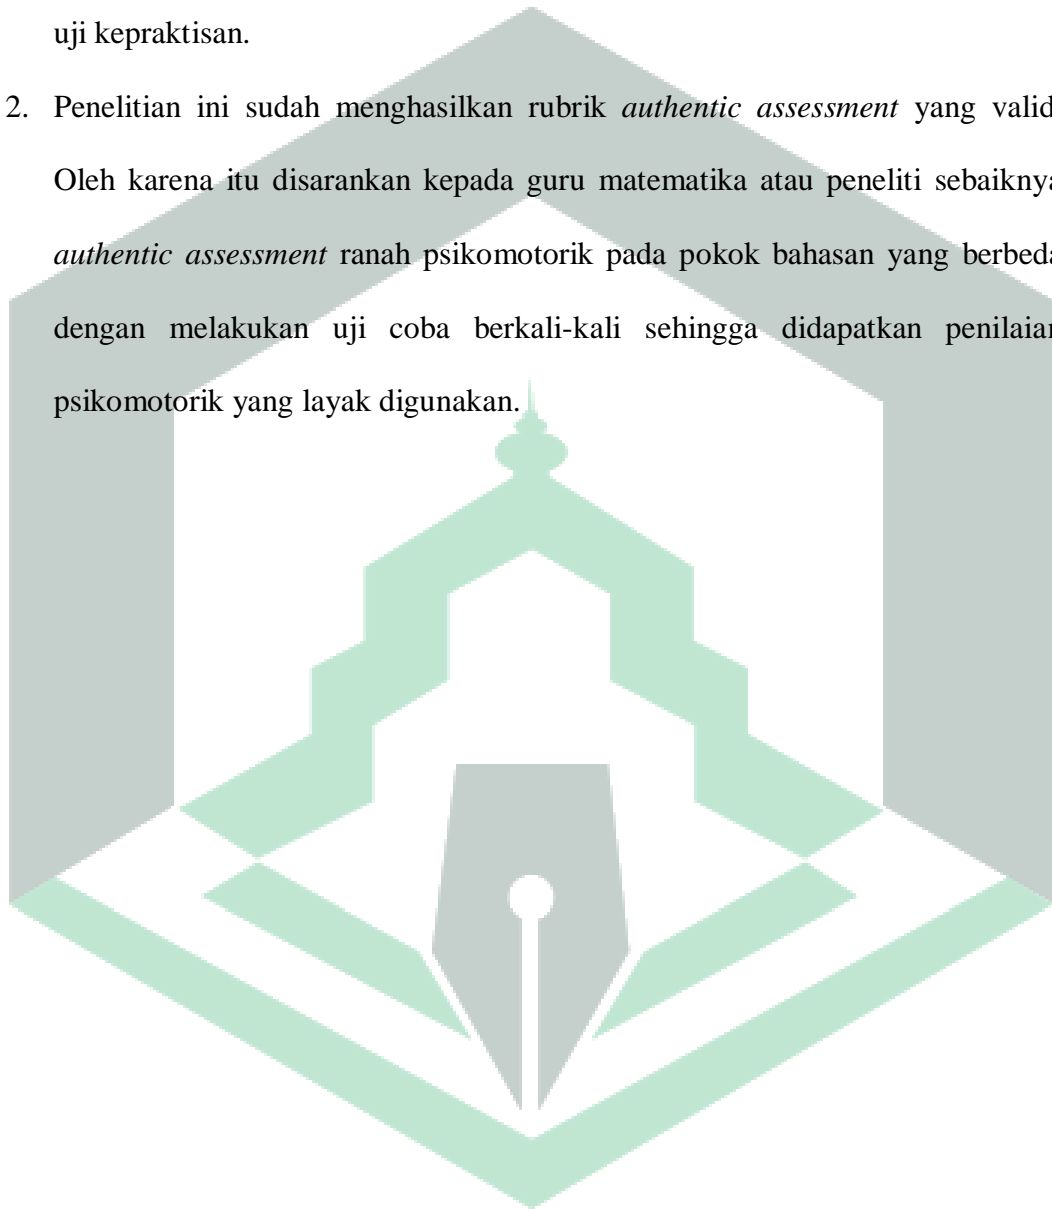 uji kepraktisan.
2. Penelitian ini sudah menghasilkan rubrik authentic assessment yang valid
Oleh karena itu disarankan kepada guru matematika atau peneliti sebaiknya
authentic assessment ranah psikomotorik pada pokok bahasan yang berbeda
dengan melakukan uji coba berkali-kali sehingga didapatkan penilaian
psikomotorik yang layak digunakan.